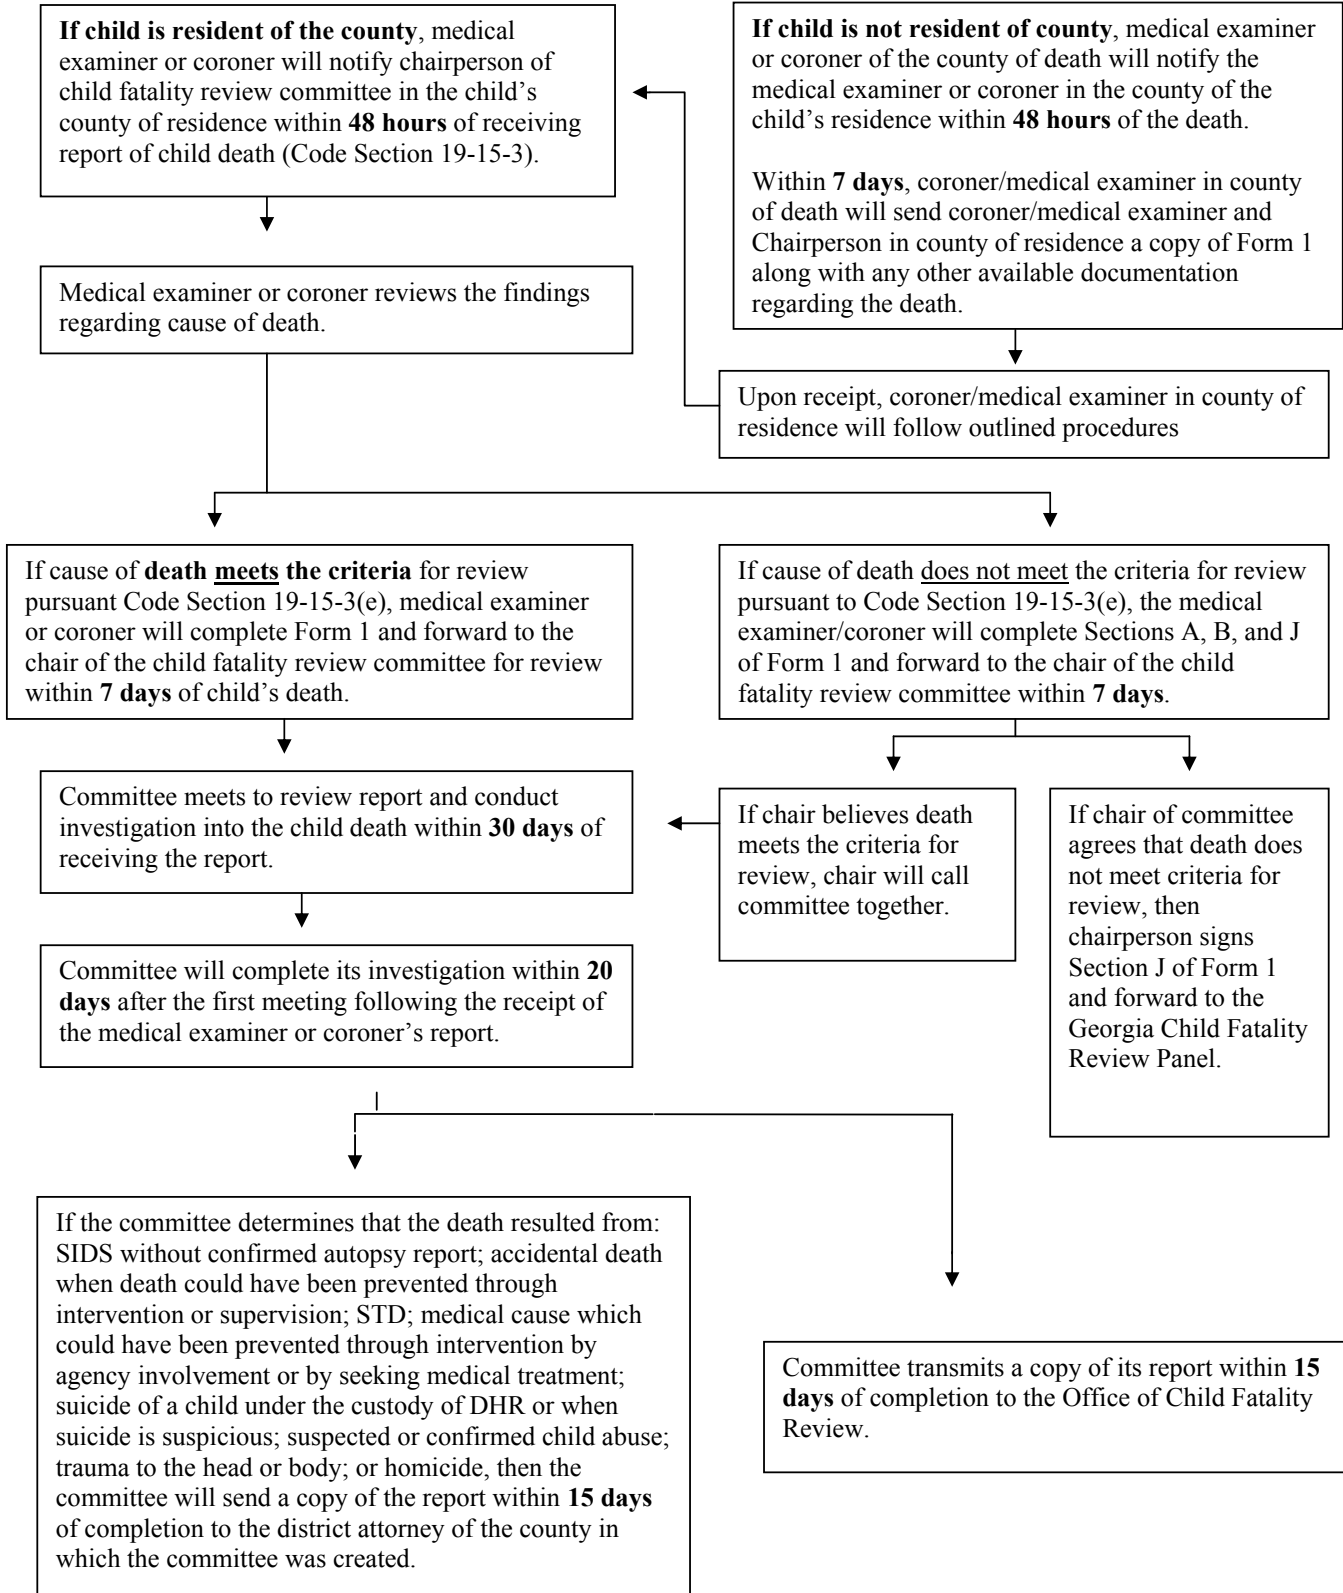 If child is resident of the county, medical
examiner or coroner will notify chairperson of
child fatality review committee in the child's
county of residence within 48 hours of receiving
report of child death (Code Section 19-15-3).
If child is not resident of county, medical examiner
or coroner of the county of death will notify the
medical examiner or coroner in the county of the
child's residence within 48 hours of the death.
Within 7 days, coroner/medical examiner in county
of death will send coroner/medical examiner and
Chairperson in county of residence a copy of Form 1
along with any other available documentation
regarding the death.
Medical examiner or coroner reviews the findings
regarding cause of death.
Upon receipt, coroner/medical examiner in county of
residence will follow outlined procedures
If cause of death meets the criteria for review
pursuant Code Section 19-15-3(e), medical examiner
or coroner will complete Form 1 and forward to the
chair of the child fatality review committee for review
within 7 days of child's death.
If cause of death does not meet the criteria for review
pursuant to Code Section 19-15-3(e), the medical
examiner/coroner will complete Sections A, B, and J
of Form 1 and forward to the chair of the child
fatality review committee within 7 days.
Committee meets to review report and conduct
investigation into the child death within 30 days of
receiving the report.
If chair believes death
meets the criteria for
review, chair will call
committee together.
If chair of committee
agrees that death does
not meet criteria for
review, then
chairperson signs
Section J of Form 1
and forward to the
Georgia Child Fatality
Review Panel.
Committee will complete its investigation within 20
days after the first meeting following the receipt of
the medical examiner or coroner's report.
If the committee determines that the death resulted from:
SIDS without confirmed autopsy report; accidental death
when death could have been prevented through
intervention or supervision; STD; medical cause which
could have been prevented through intervention by
agency involvement or by seeking medical treatment;
suicide of a child under the custody of DHR or when
suicide is suspicious; suspected or confirmed child abuse;
trauma to the head or body; or homicide, then the
committee will send a copy of the report within 15 days
of completion to the district attorney of the county in
which the committee was created.
Committee transmits a copy of its report within 15
days of completion to the Office of Child Fatality
Review.